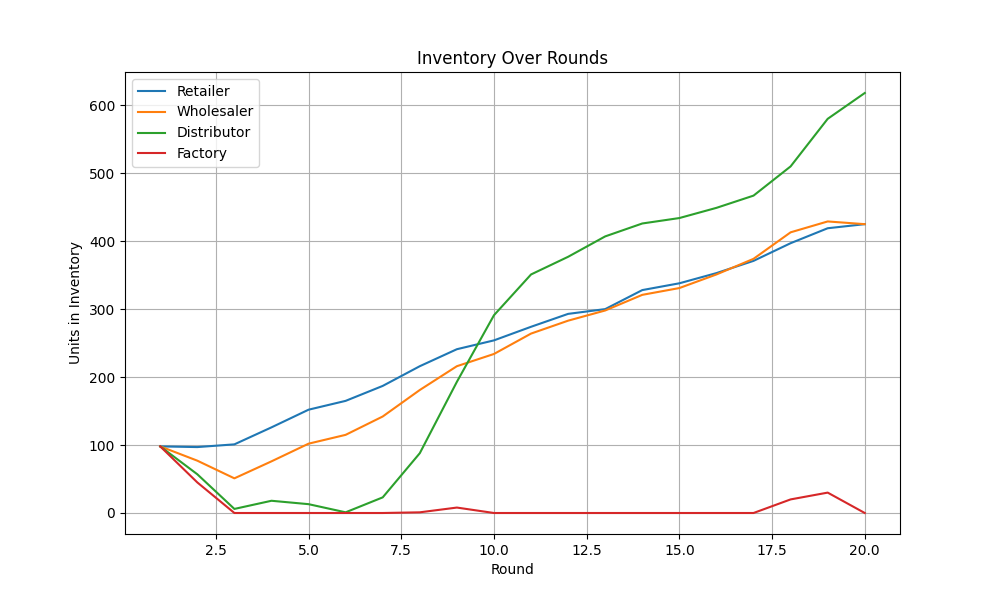 Inventory Over Rounds
Retailer
Wholesaler
Distributor
Factory
Units in Inventory
600
500
400
300
200
100
0
2.5 5.0 7.5 10.0 12.5 15.0 17.5 20.0
Round